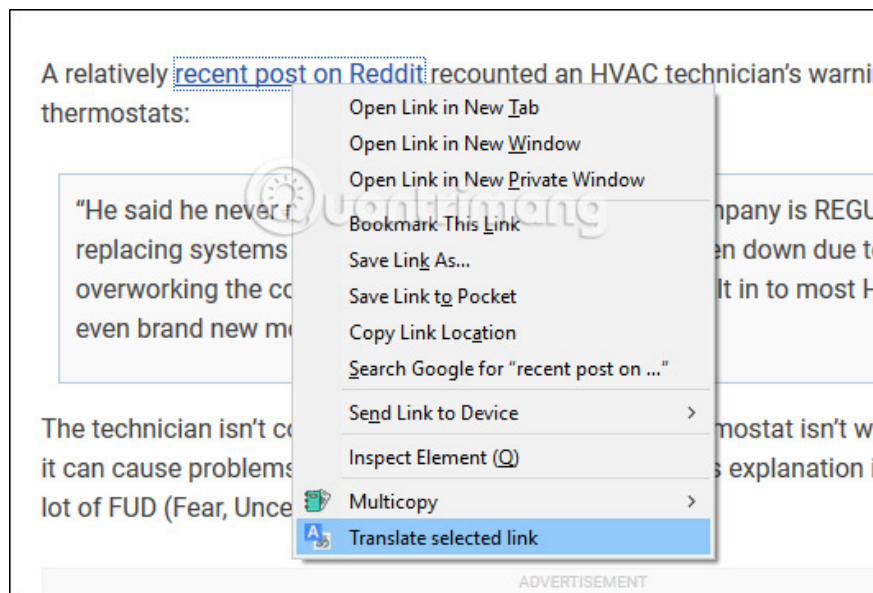 A relatively recent post on Reddit recounted an HVAC technician's warni
thermostats:
Open Link in New Tab
Open Link in New Window
Open Link in New Private Window
Bookmark This Link
Save Link As...
Save Link to Pocket
Copy Link Location
Search Google for "recent post on ..."
Send Link to Device
Inspect Element (Q)
Multicopy
Translate selected link
Quantrimang
"He said he never mpany is REGU
replacing systems en down due t
overworking the co lt in to most H
even brand new m
The technician isn't co mostat isn't w
it can cause problems s explanation i
lot of FUD (Fear, Unce
ADVERTISEMENT